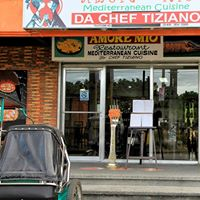 Mediterranean Cuisine
DA CHEF TIZIANO
AMORE MIO
Restaurant
MEDITERRANEAN CUISINE
By CHEF TIZIANO